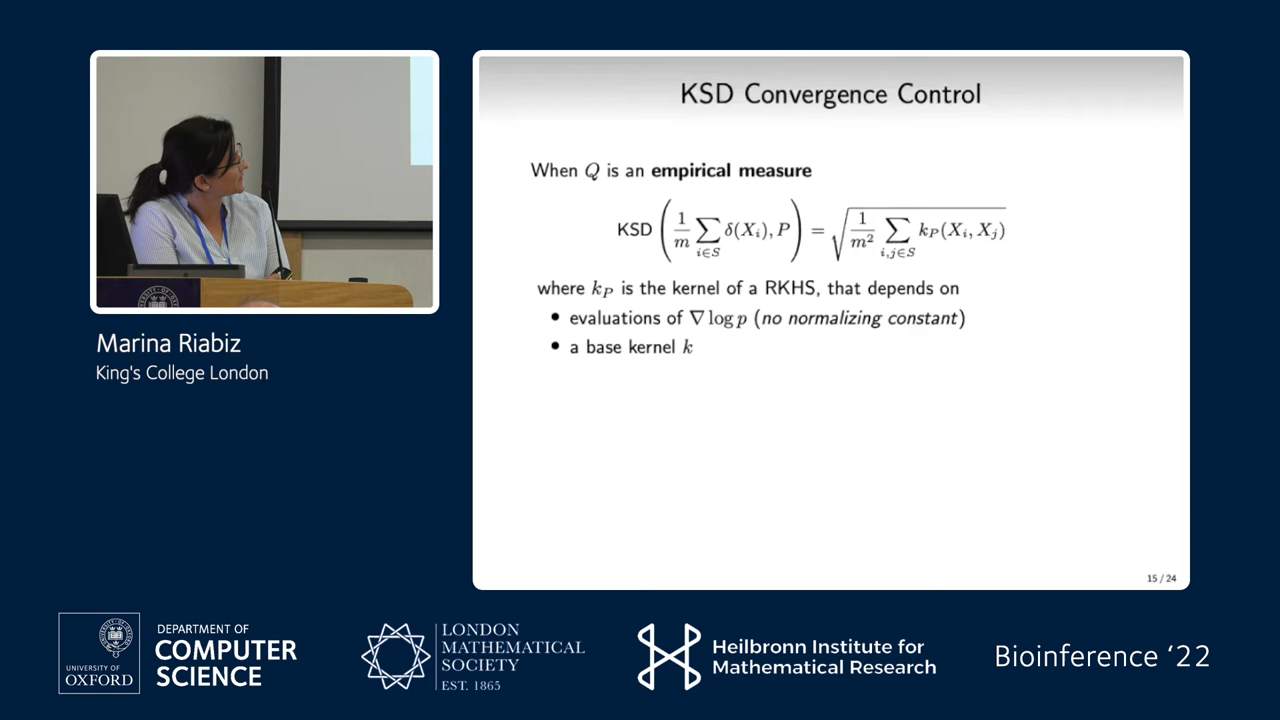 KSD Convergence Control
When Q is an empirical measure
KSD ( 1/m ∑_{i∈S} δ(X_i), P ) = √( 1/m² ∑_{i,j∈S} k_P(X_i, X_j) )
where k_P is the kernel of a RKHS, that depends on
• evaluations of ∇ log p (no normalizing constant)
• a base kernel k
15 / 24
Marina Riabiz
King's College London
UNIVERSITY OF
OXFORD
DEPARTMENT OF
COMPUTER
SCIENCE
LONDON
MATHEMATICAL
SOCIETY
EST. 1865
Heilbronn Institute for
Mathematical Research
Bioinference ‘22